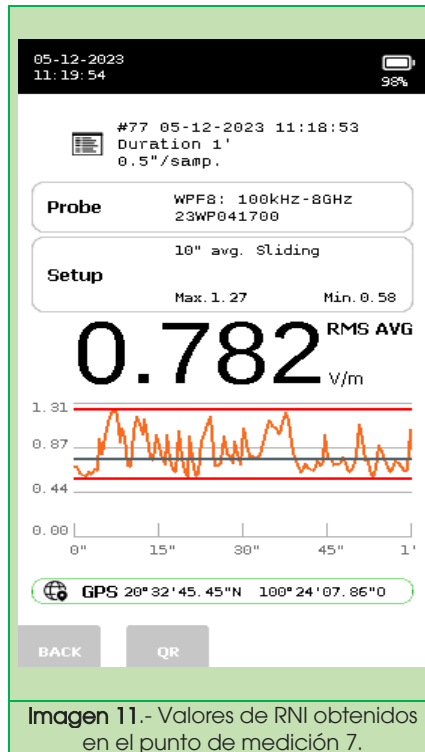 05-12-2023
11:19:54
98%
#77 05-12-2023 11:18:53
Duration 1'
0.5"/samp.
Probe
WPF8: 100kHz-8GHz
23WP041700
Setup
10" avg. Sliding
Max.1.27 Min.0.58
0.782 RMS AVG
V/m
1.31
0.87
0.44
0.00
0" 15" 30" 45" 1'
GPS 20°32'45.45"N 100°24'07.86"O
BACK QR
Imagen 11.- Valores de RNI obtenidos
en el punto de medición 7.